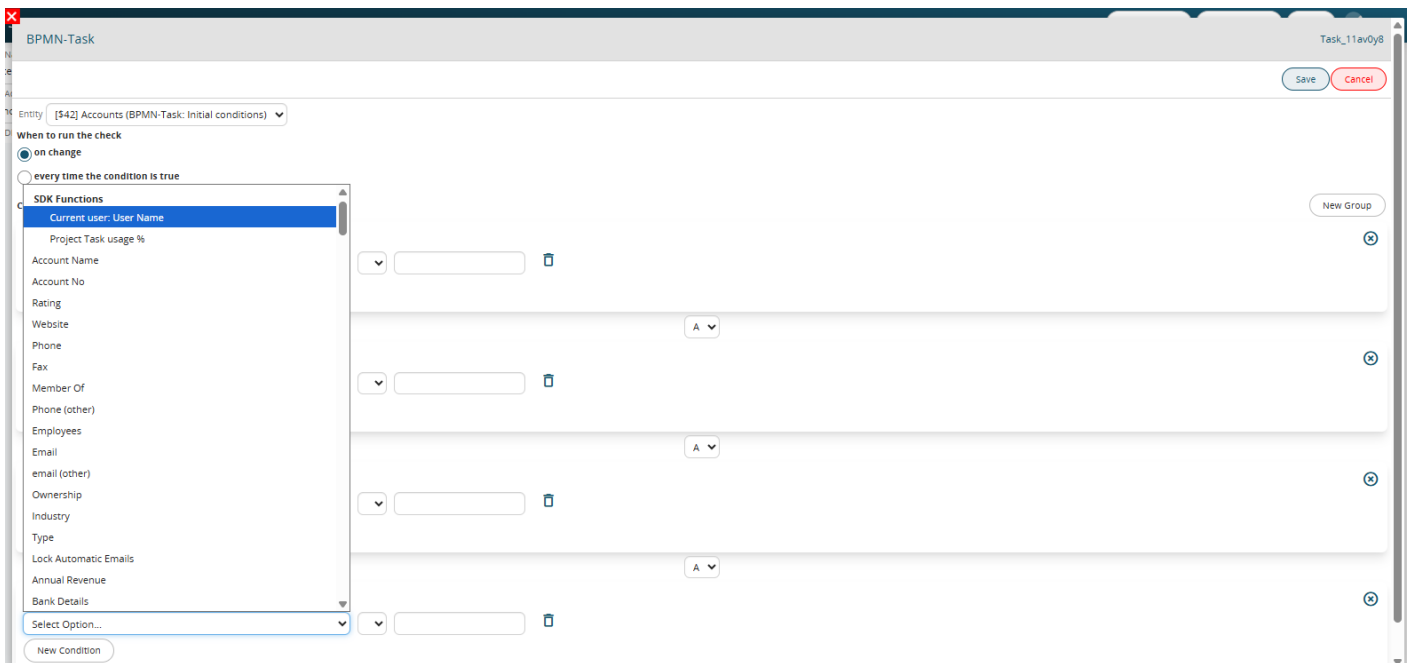 BPMN-Task
Task_11av0y8
Save
Cancel
Entity
[$42] Accounts (BPMN-Task: Initial conditions)
When to run the check
on change
every time the condition is true
SDK Functions
Current user: User Name
Project Task usage %
Account Name
Account No
Rating
Website
Phone
Fax
Member Of
Phone (other)
Employees
Email
email (other)
Ownership
Industry
Type
Lock Automatic Emails
Annual Revenue
Bank Details
Select Option...
New Condition
New Group
A
A
A